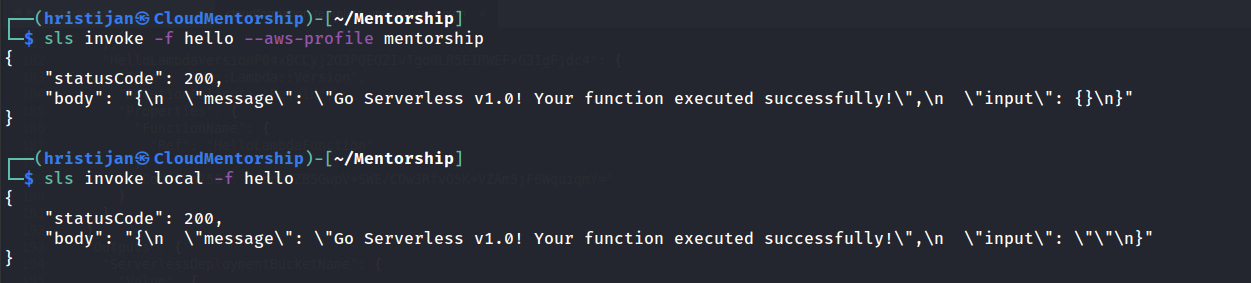 ┌──(hristijan㉿CloudMentorship)-[~/Mentorship]
└─$ sls invoke -f hello --aws-profile mentorship
{
    "statusCode": 200,
    "body": "{\n  \"message\": \"Go Serverless v1.0! Your function executed successfully!\",\n  \"input\": {}\n}"
}
┌──(hristijan㉿CloudMentorship)-[~/Mentorship]
└─$ sls invoke local -f hello
{
    "statusCode": 200,
    "body": "{\n  \"message\": \"Go Serverless v1.0! Your function executed successfully!\",\n  \"input\": \"\"\n}"
}